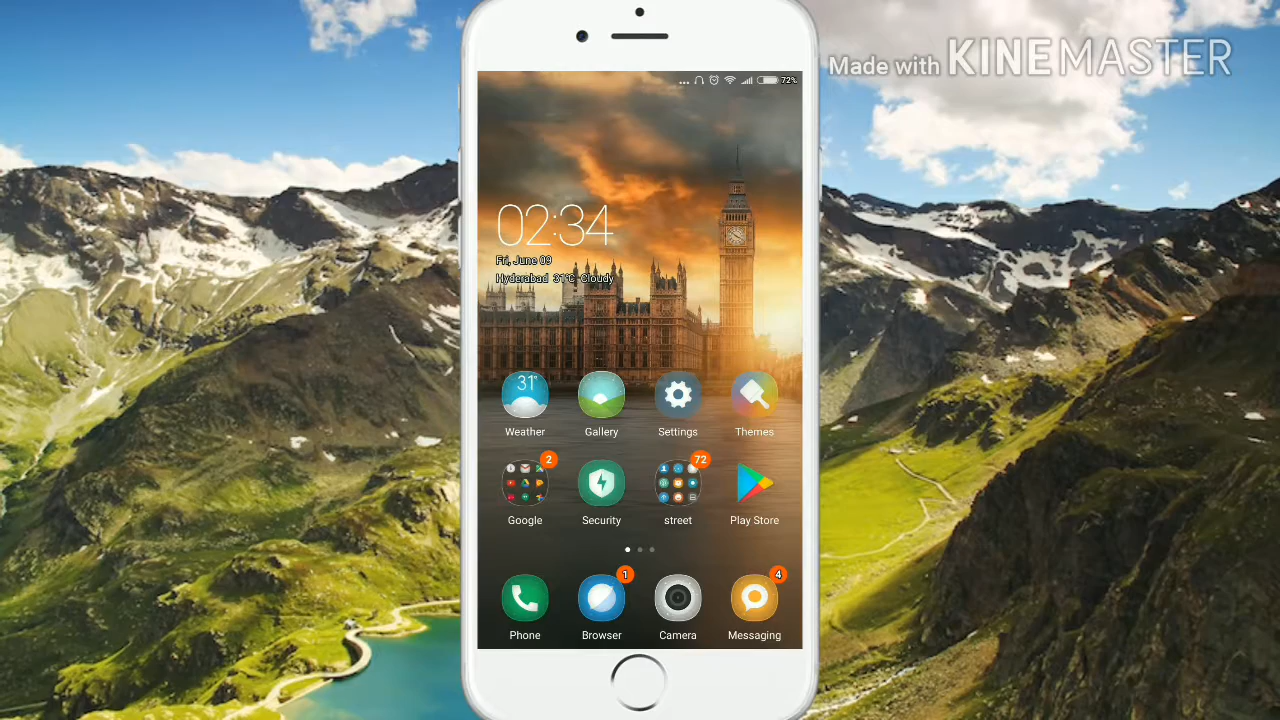 Made with KINEMASTER
72%
02:34
Fri, June 09
Hyderabad 31°C Cloudy
31°
Weather Gallery Settings Themes
2 72
Google Security street Play Store
1 4
Phone Browser Camera Messaging